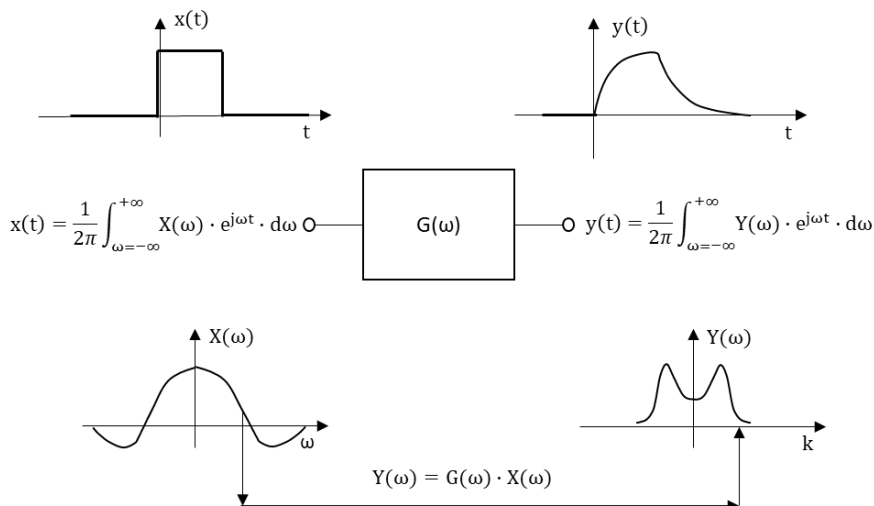 x(t)
y(t)
t
t
x(t) = 1/2π ∫_{ω=−∞}^{+∞} X(ω) · e^{jωt} · dω
G(ω)
y(t) = 1/2π ∫_{ω=−∞}^{+∞} Y(ω) · e^{jωt} · dω
X(ω)
Y(ω)
ω
k
Y(ω) = G(ω) · X(ω)